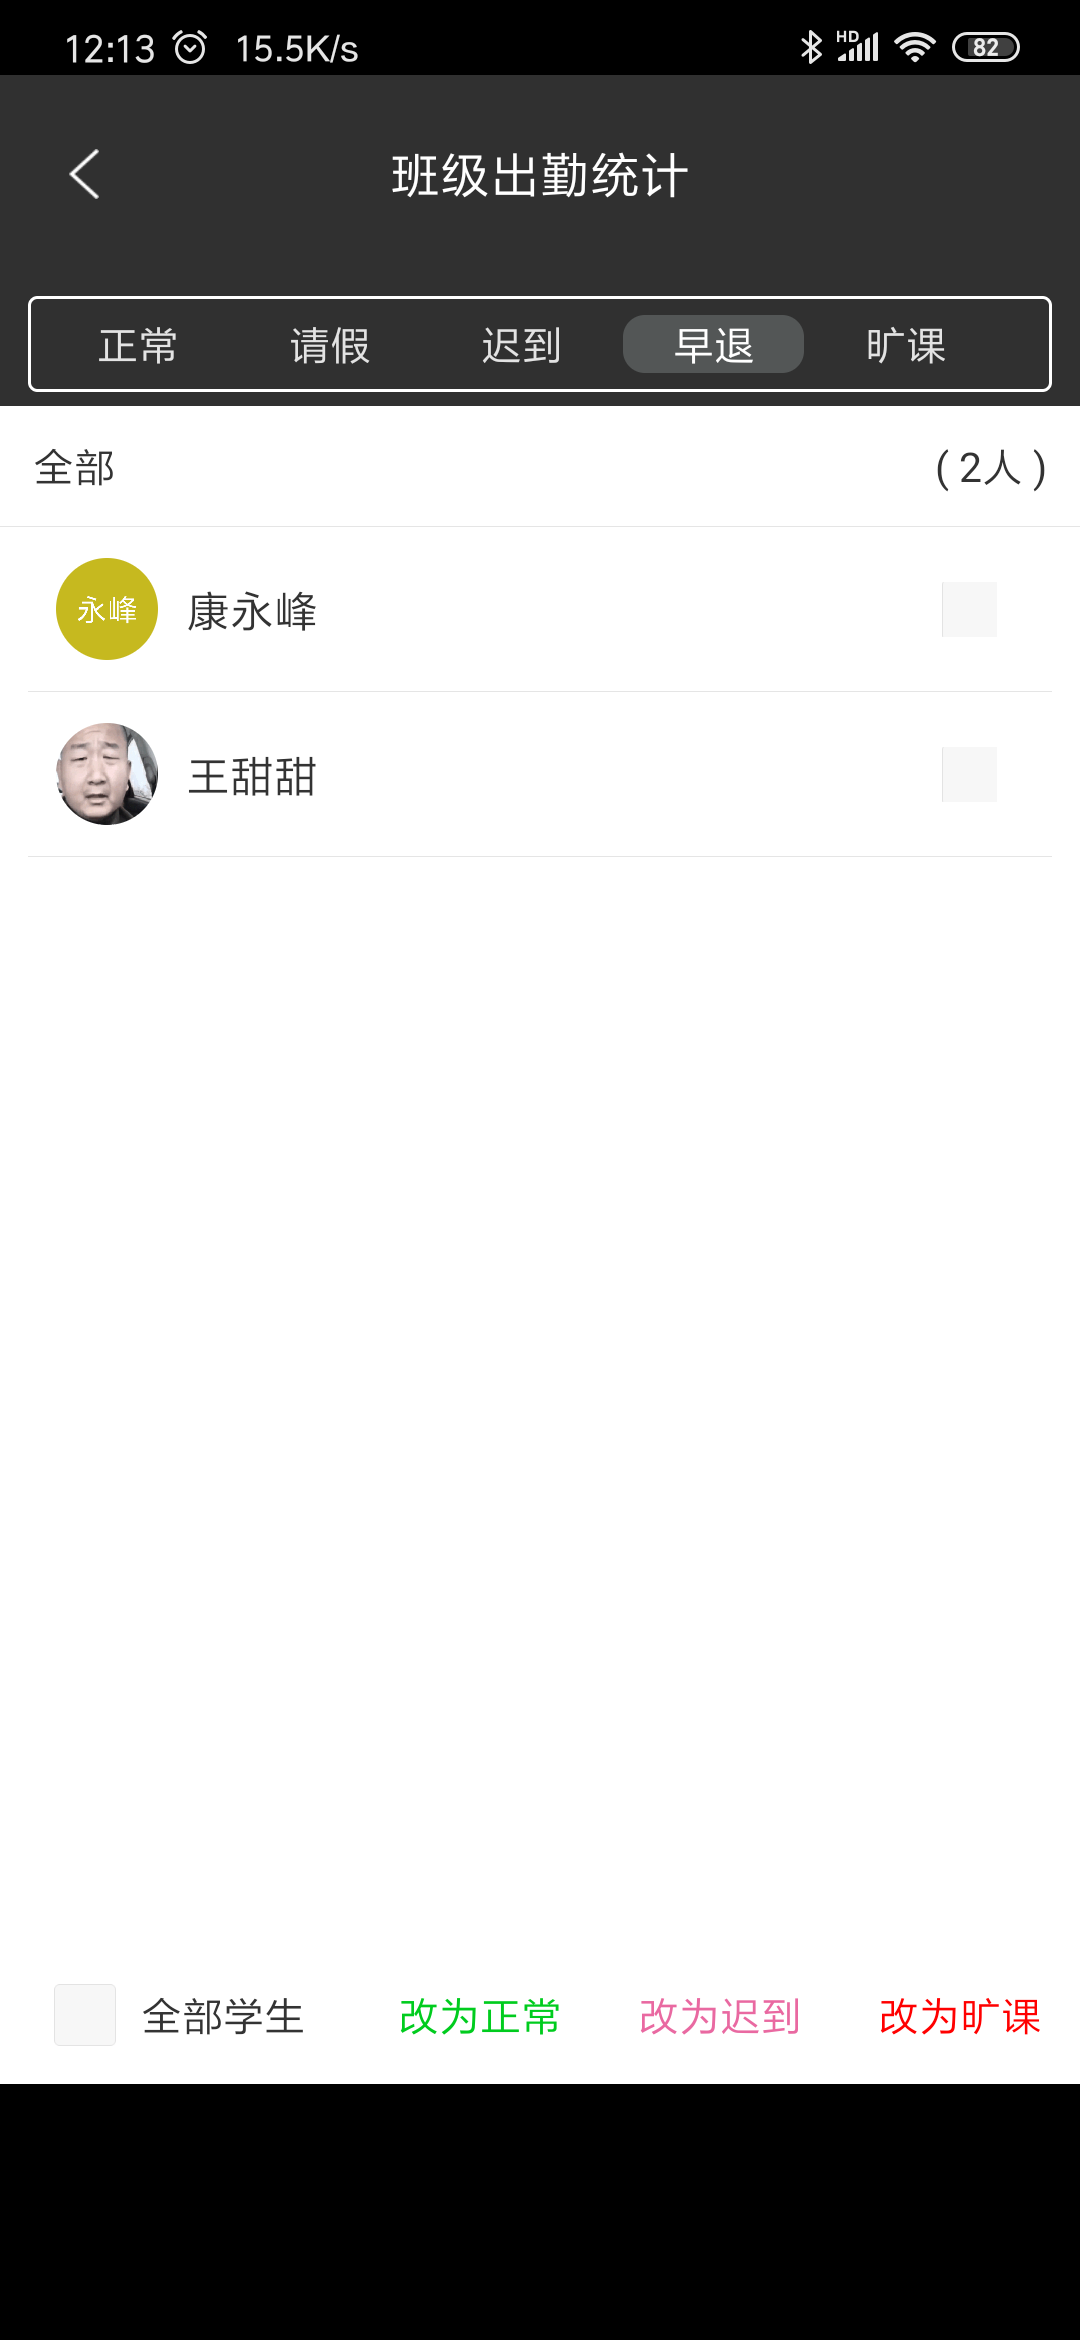 12:13 15.5K/s HD 82
班级出勤统计
正常 请假 迟到 早退 旷课
全部 ( 2人 )
永峰 康永峰
王甜甜
全部学生 改为正常 改为迟到 改为旷课